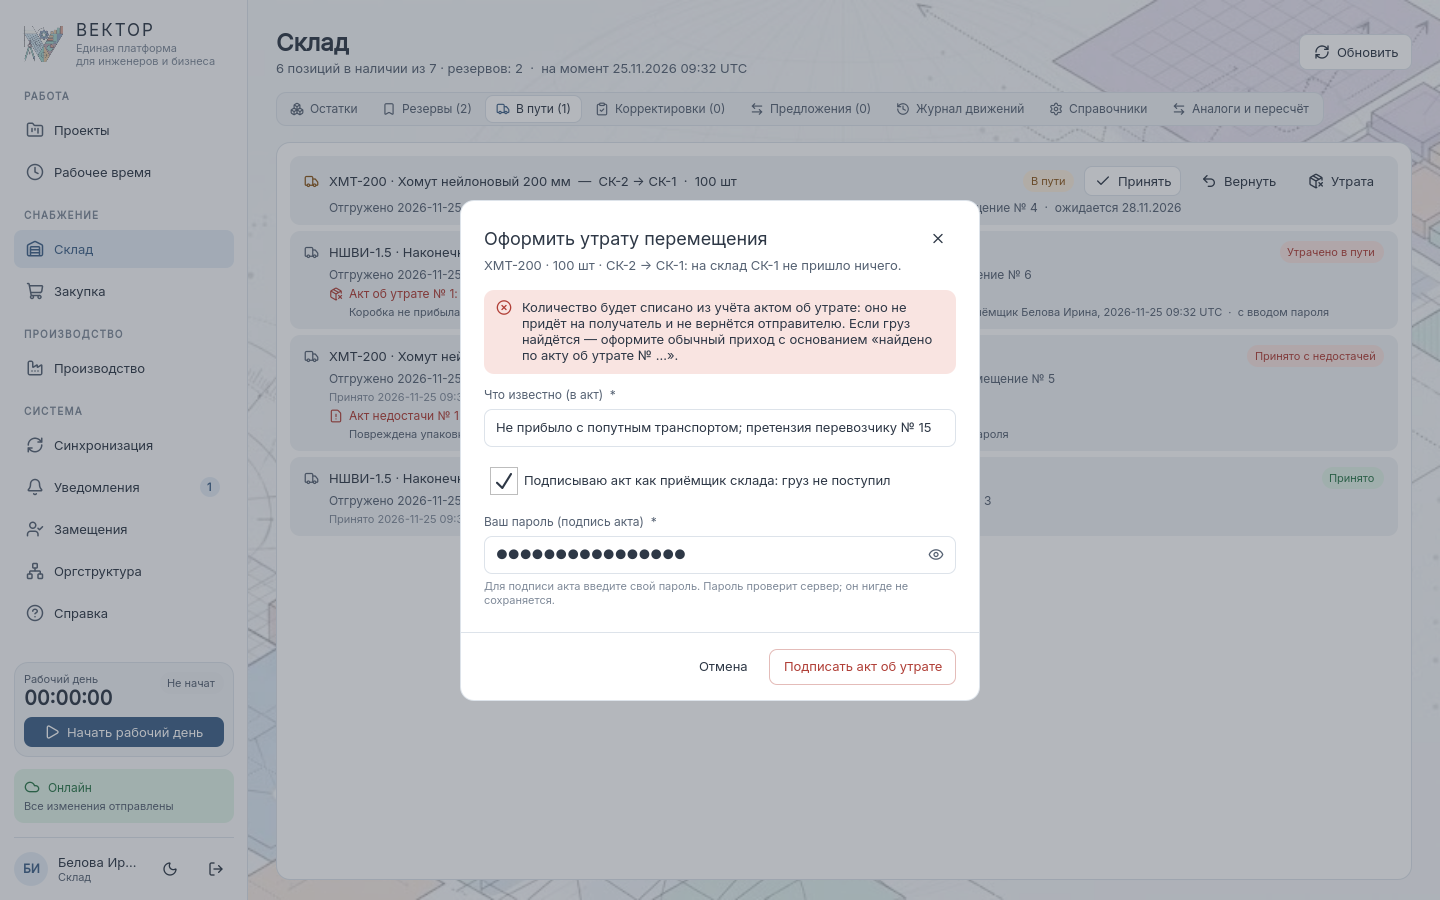 ВЕКТОР
Единая платформа
для инженеров и бизнеса
РАБОТА
Проекты
Рабочее время
СНАБЖЕНИЕ
Склад
Закупка
ПРОИЗВОДСТВО
Производство
СИСТЕМА
Синхронизация
Уведомления 1
Замещения
Оргструктура
Справка
Рабочий день
Не начат
00:00:00
Начать рабочий день
Онлайн
Все изменения отправлены
БИ
Белова Ир...
Склад
Склад
6 позиций в наличии из 7 · резервов: 2 · на момент 25.11.2026 09:32 UTC
Обновить
Остатки
Резервы (2)
В пути (1)
Корректировки (0)
Предложения (0)
Журнал движений
Справочники
Аналоги и пересчёт
ХМТ-200 · Хомут нейлоновый 200 мм — СК-2 → СК-1 · 100 шт
В пути
Принять
Вернуть
Утрата
Отгружено 2026-11-25
№ 4 · ожидается 28.11.2026
НШВИ-1.5 ·
Утрачено в пути
Отгружено 2026-11-25
№ 6
Акт об утрате № 1:
Коробка не прибыла
Белова Ирина, 2026-11-25 09:32 UTC · с вводом пароля
ХМТ-200 · Хомут
Принято с недостачей
Отгружено 2026-11-25
№ 5
Принято 2026-11-25
Акт недостачи № 1
Повреждена
НШВИ-1.5 ·
Принято
Отгружено 2026-11-25
3
Принято 2026-11-25
Оформить утрату перемещения
ХМТ-200 · 100 шт · СК-2 → СК-1: на склад СК-1 не пришло ничего.
Количество будет списано из учёта актом об утрате: оно не
придёт на получатель и не вернётся отправителю. Если груз
найдётся — оформите обычный приход с основанием «найдено
по акту об утрате № ...».
Что известно (в акт) *
Не прибыло с попутным транспортом; претензия перевозчику № 15
Подписываю акт как приёмщик склада: груз не поступил
Ваш пароль (подпись акта) *
●●●●●●●●●●●●●●●●
Для подписи акта введите свой пароль. Пароль проверит сервер; он нигде не
сохраняется.
Отмена
Подписать акт об утрате